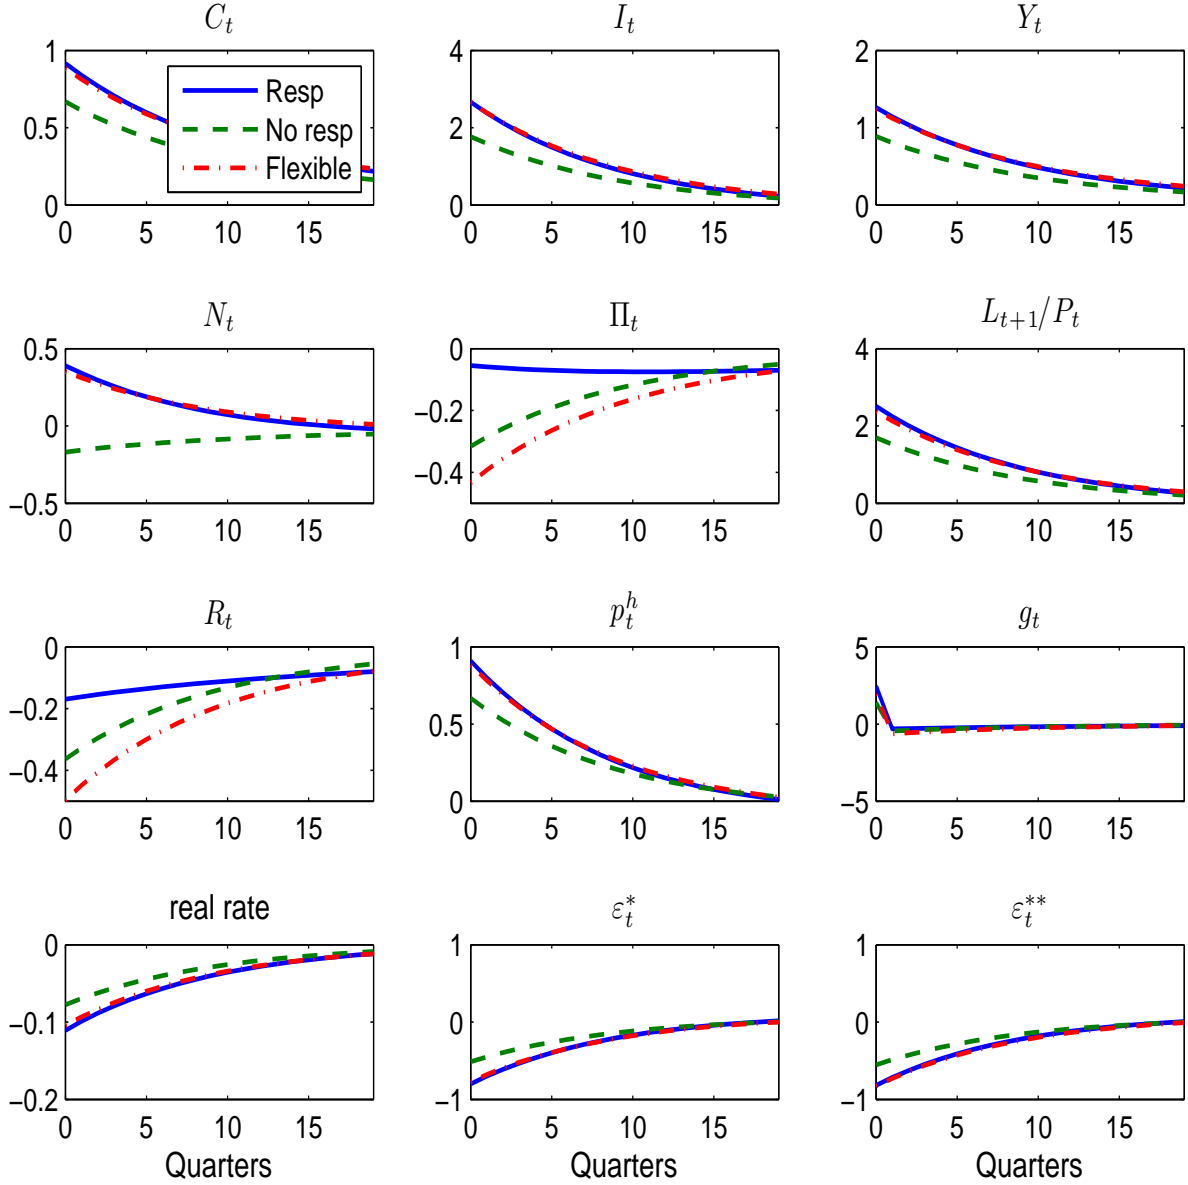 C_t I_t Y_t
1 4 2
Resp
0.5 No resp 2 1
Flexible
0 0 0
0 5 10 15 0 5 10 15 0 5 10 15
N_t Π_t L_{t+1}/P_t
0.5 0 4
0 −0.2 2
−0.4
−0.5 0
0 5 10 15 0 5 10 15 0 5 10 15
R_t p_t^h g_t
0 1 5
−0.2 0.5 0
−0.4
0 −5
0 5 10 15 0 5 10 15 0 5 10 15
real rate ε_t^* ε_t^{**}
0 1 1
−0.1 0 0
−0.2 −1 −1
0 5 10 15 0 5 10 15 0 5 10 15
Quarters Quarters Quarters